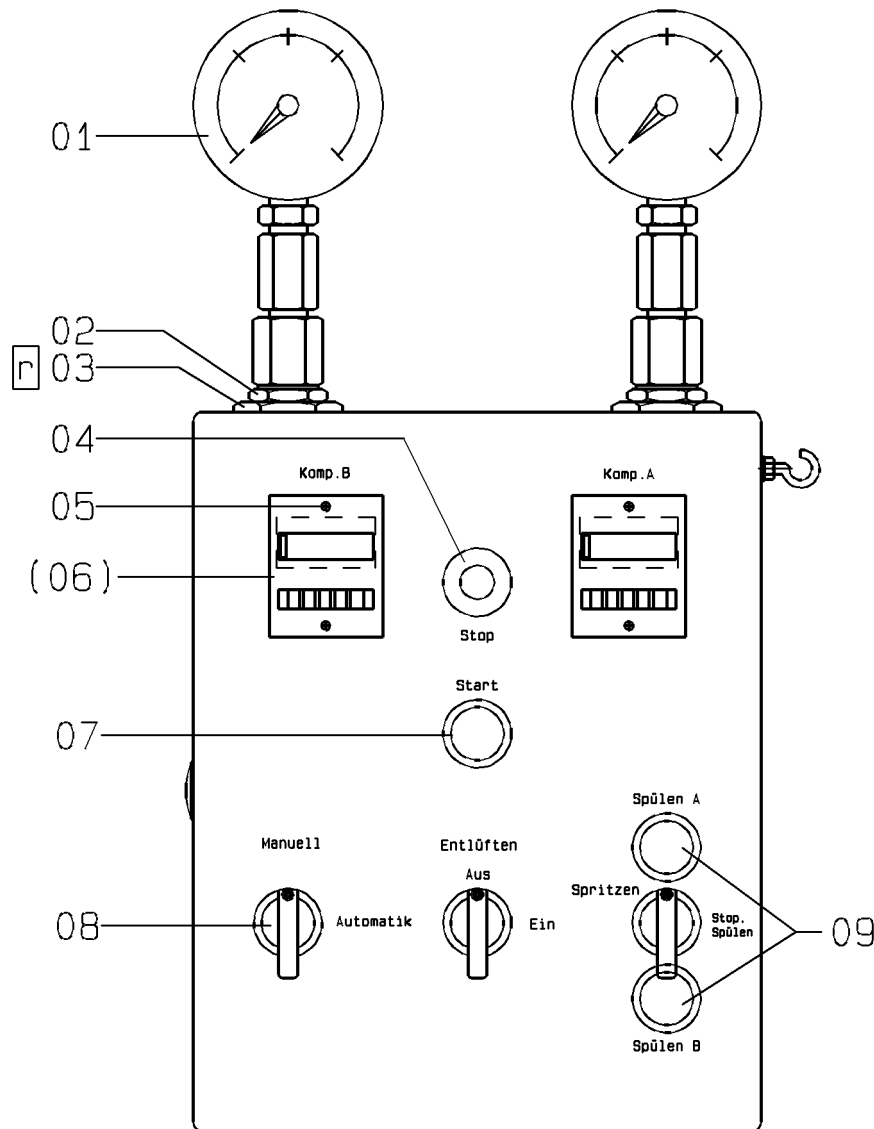 01
02
r 03
04
Komp.B
Komp.A
05
(06)
Stop
Start
07
Spülen A
Manuell
Entlüften
Aus
Spritzen
08
Automatik
Ein
Stop.
Spülen
09
Spülen B